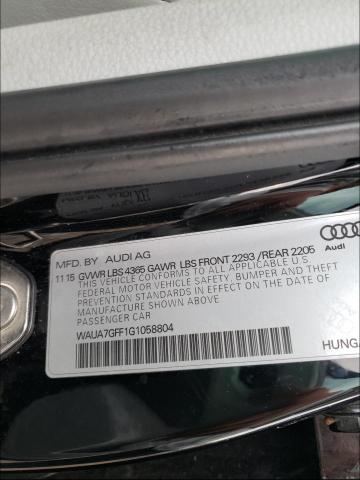 MFD. BY AUDI AG
Audi
11 15 GVWR LBS 4365 GAWR LBS FRONT 2293 / REAR 2205
THIS VEHICLE CONFORMS TO ALL APPLICABLE U.S.
FEDERAL MOTOR VEHICLE SAFETY, BUMPER AND THEFT
PREVENTION STANDARDS IN EFFECT ON THE DATE OF
MANUFACTURE SHOWN ABOVE
PASSENGER CAR
WAUA7GFF1G1058804